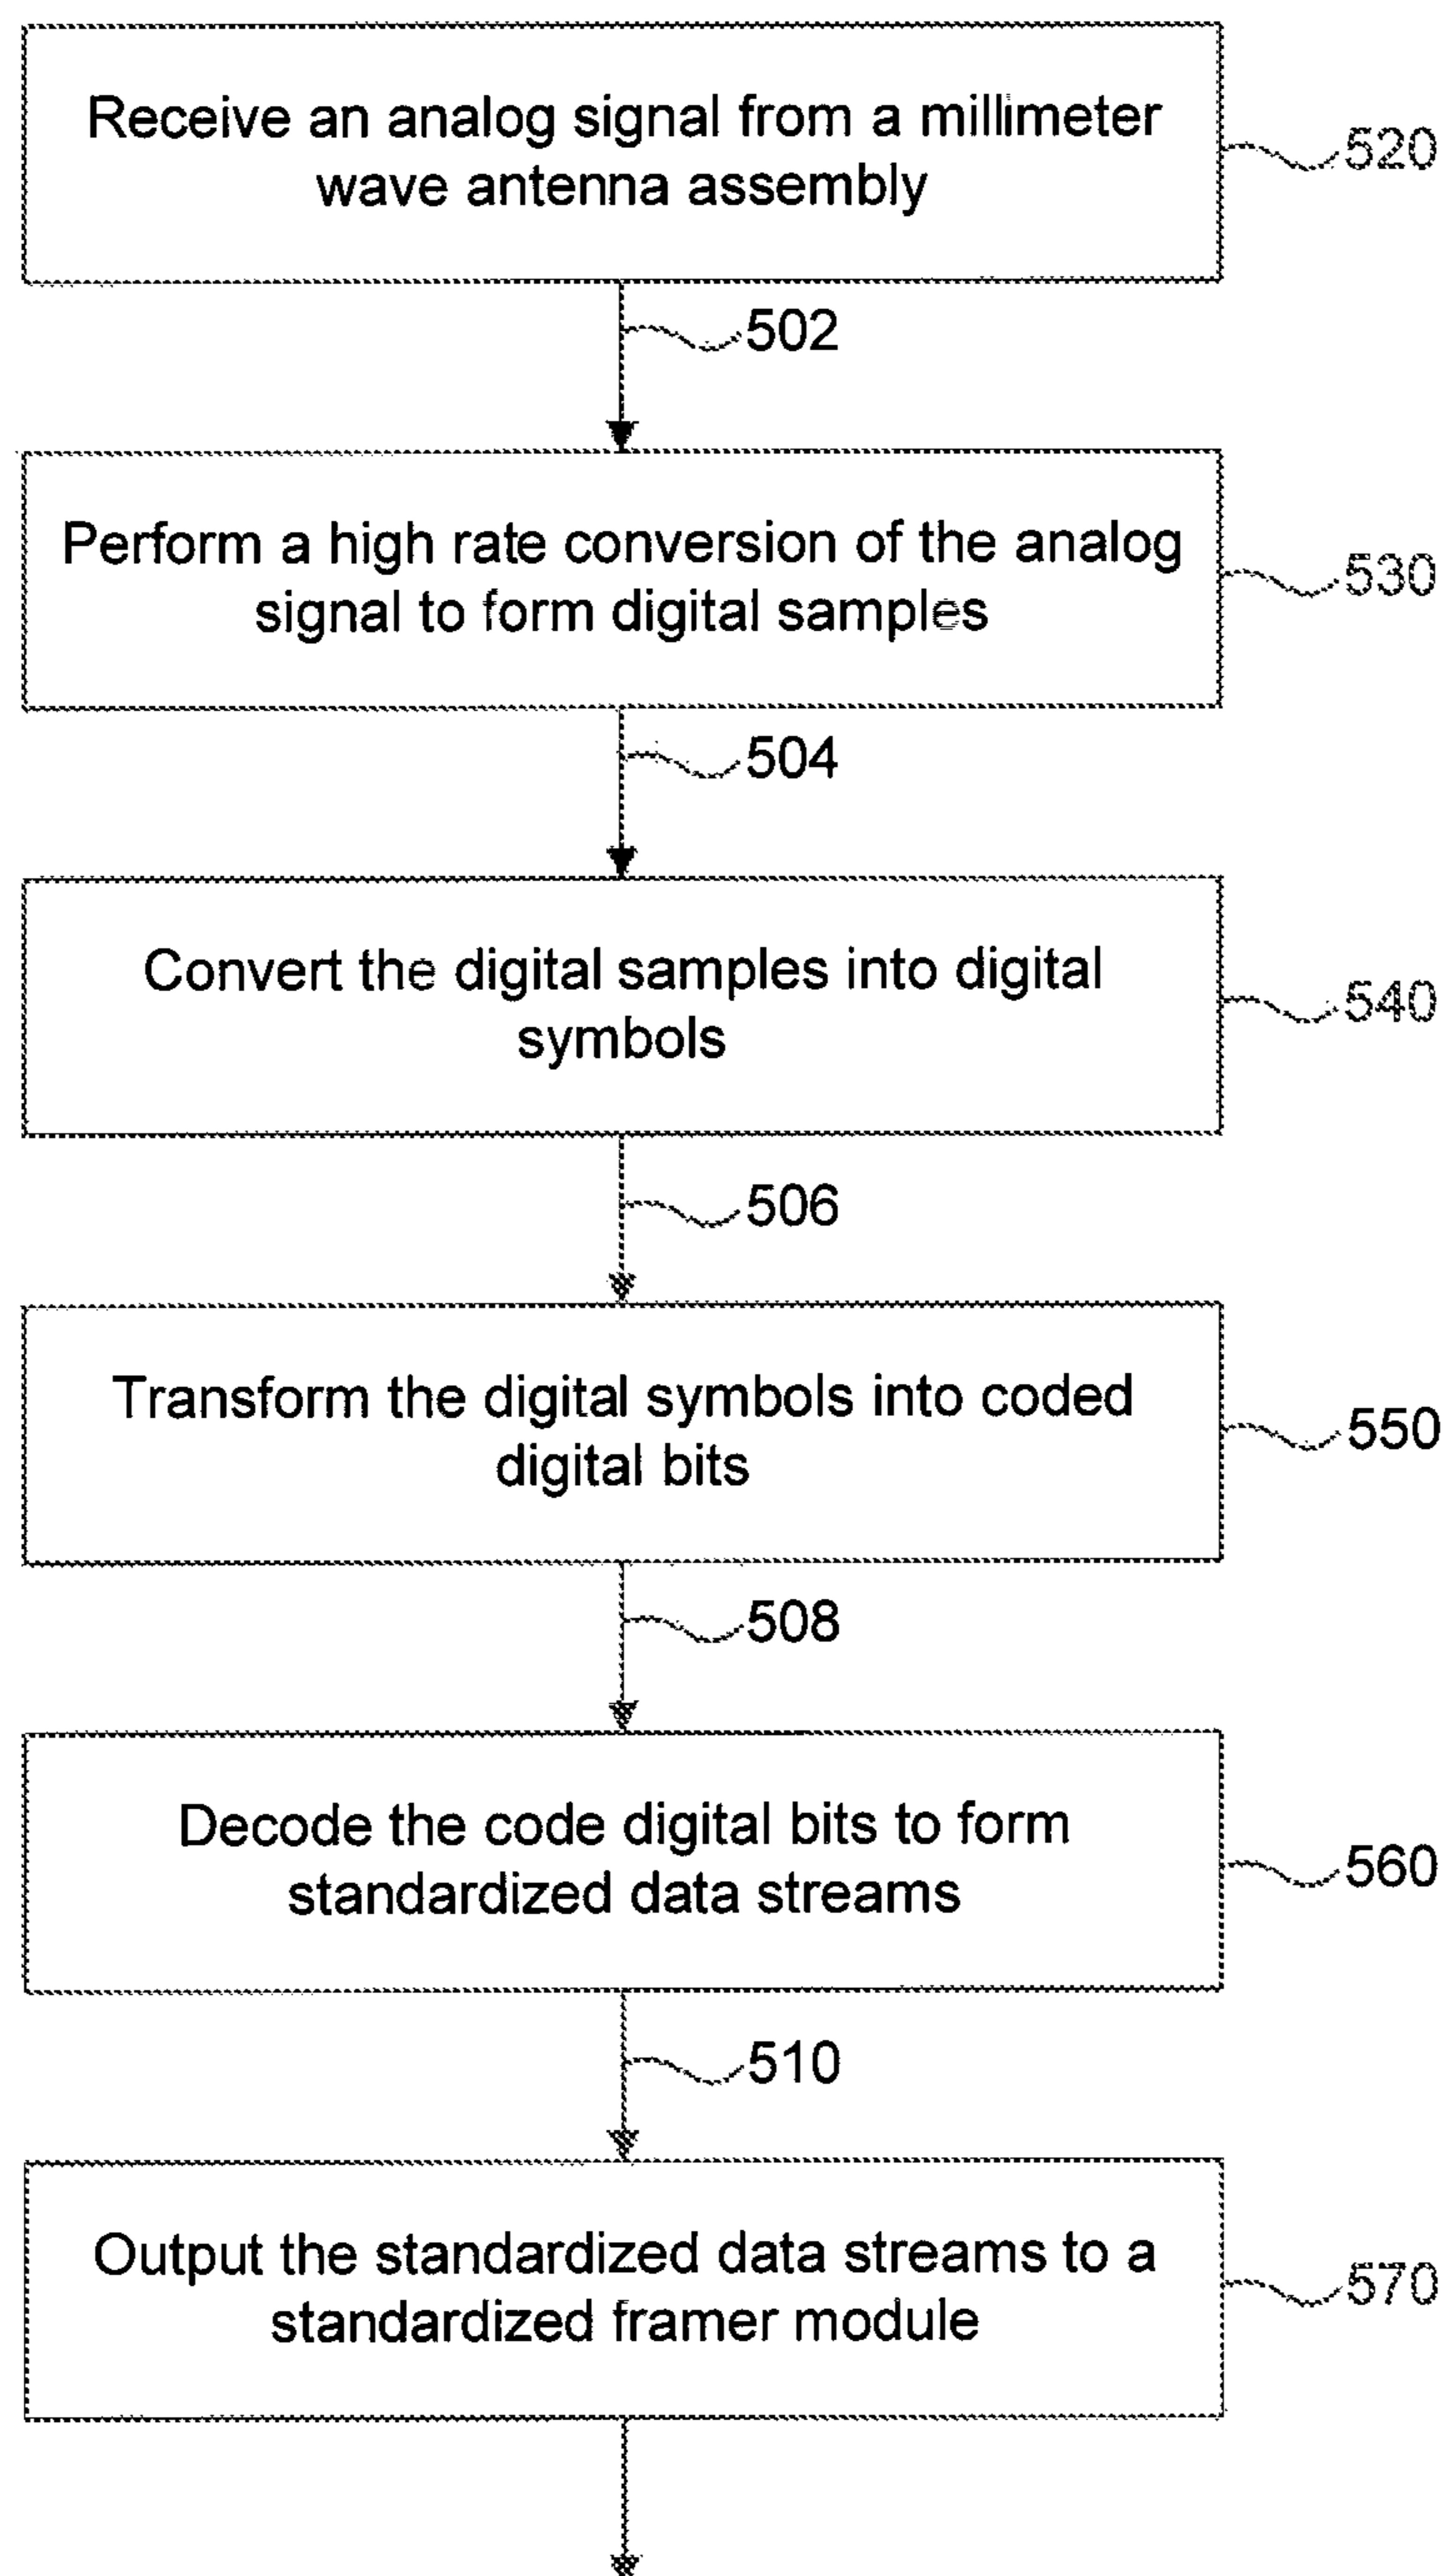 Receive an analog signal from a millimeter
wave antenna assembly
520
502
Perform a high rate conversion of the analog
signal to form digital samples
530
504
Convert the digital samples into digital
symbols
540
506
Transform the digital symbols into coded
digital bits
550
508
Decode the code digital bits to form
standardized data streams
560
510
Output the standardized data streams to a
standardized framer module
570